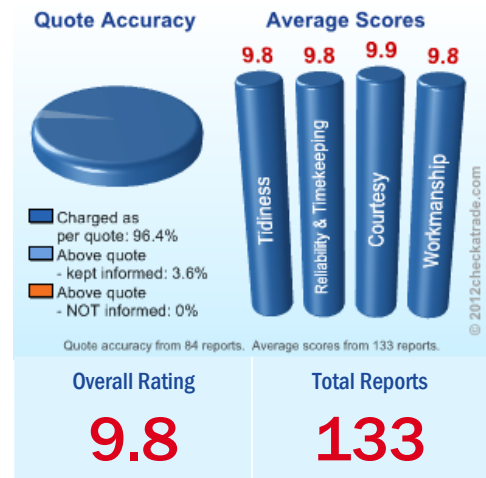 Quote Accuracy
Average Scores
9.8
9.8
9.9
9.8
Tidiness
Reliability & Timekeeping
Courtesy
Workmanship
Charged as
per quote: 96.4%
Above quote
- kept informed: 3.6%
Above quote
- NOT informed: 0%
© 2012checkatrade.com
Quote accuracy from 84 reports. Average scores from 133 reports.
Overall Rating
9.8
Total Reports
133